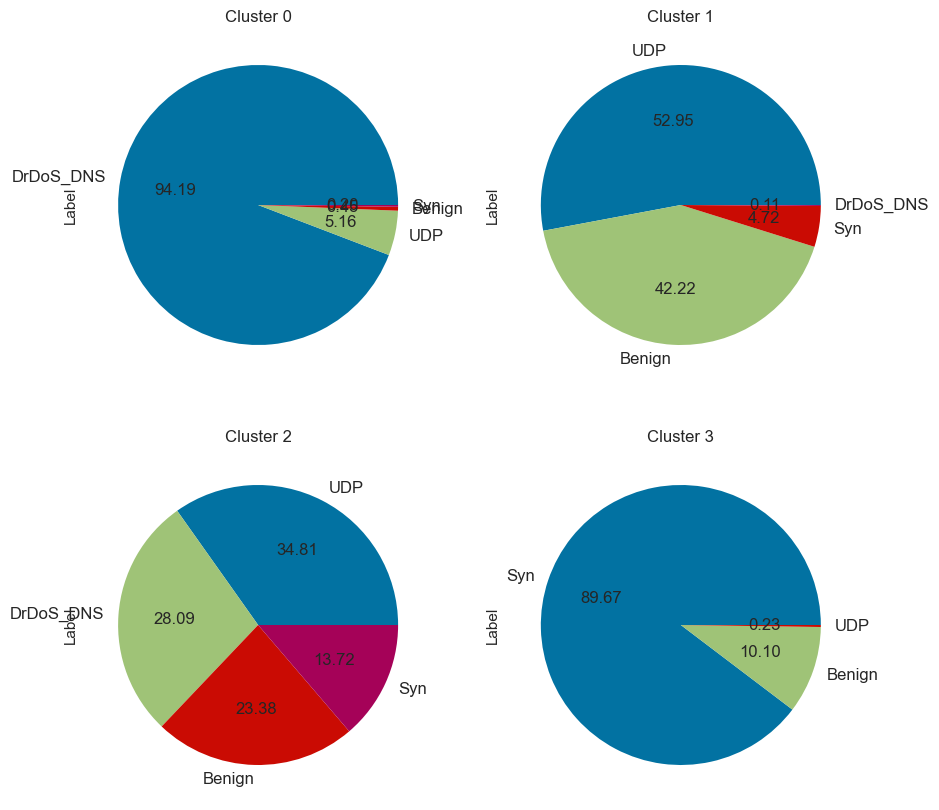 Cluster 0
DrDoS_DNS
94.19
Label
Syn
Benign
5.16
UDP
Cluster 1
UDP
52.95
Label
0.11
DrDoS_DNS
4.72
Syn
42.22
Benign
Cluster 2
UDP
34.81
DrDoS_DNS
28.09
Label
13.72
Syn
23.38
Benign
Cluster 3
Syn
89.67
Label
0.23
UDP
10.10
Benign